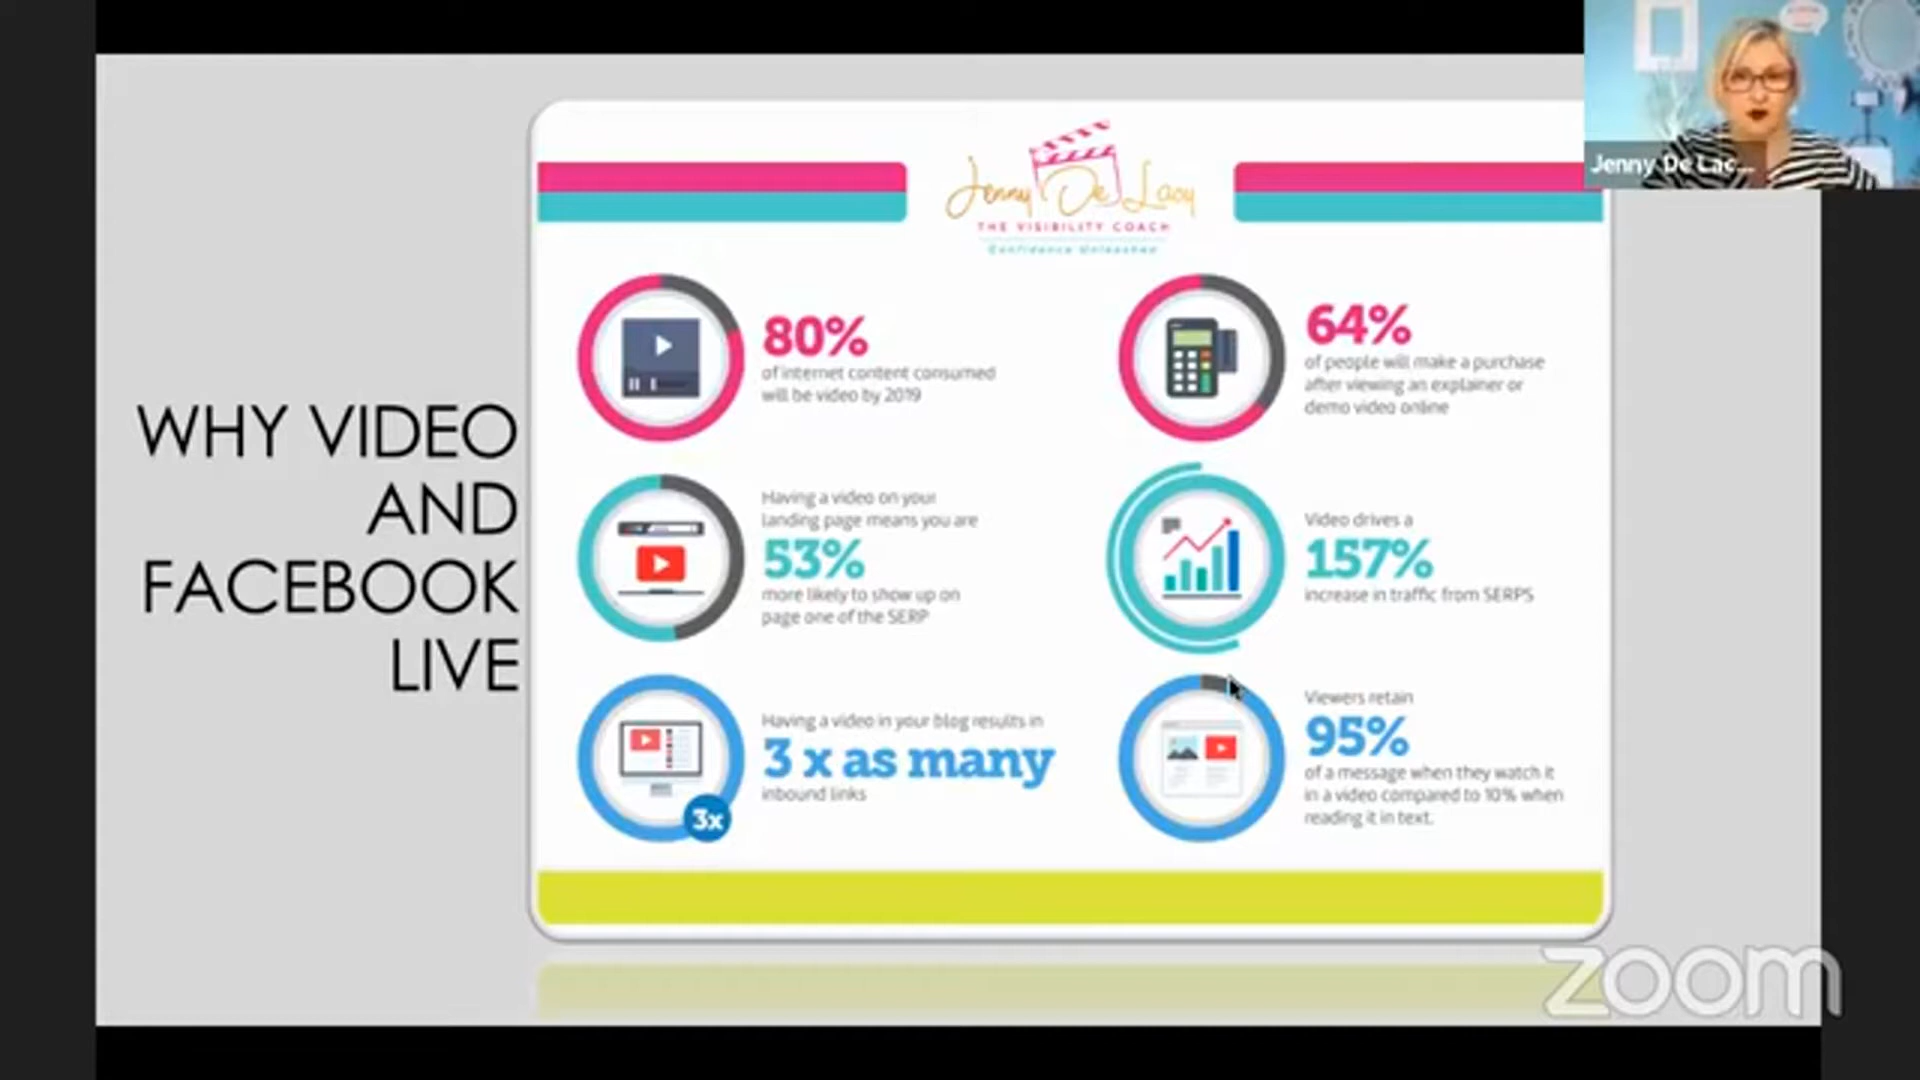 Jenny De Lac...
WHY VIDEO
AND
FACEBOOK
LIVE
Jenny De Lacy
THE VISIBILITY COACH
Confidence Unleashed
80%
of internet content consumed
will be video by 2019
64%
of people will make a purchase
after viewing an explainer or
demo video online
Having a video on your
landing page means you are
53%
more likely to show up on
page one of the SERP
Video drives a
157%
increase in traffic from SERPS
Having a video in your blog results in
3 x as many
inbound links
3x
Viewers retain
95%
of a message when they watch it
in a video compared to 10% when
reading it in text.
zoom